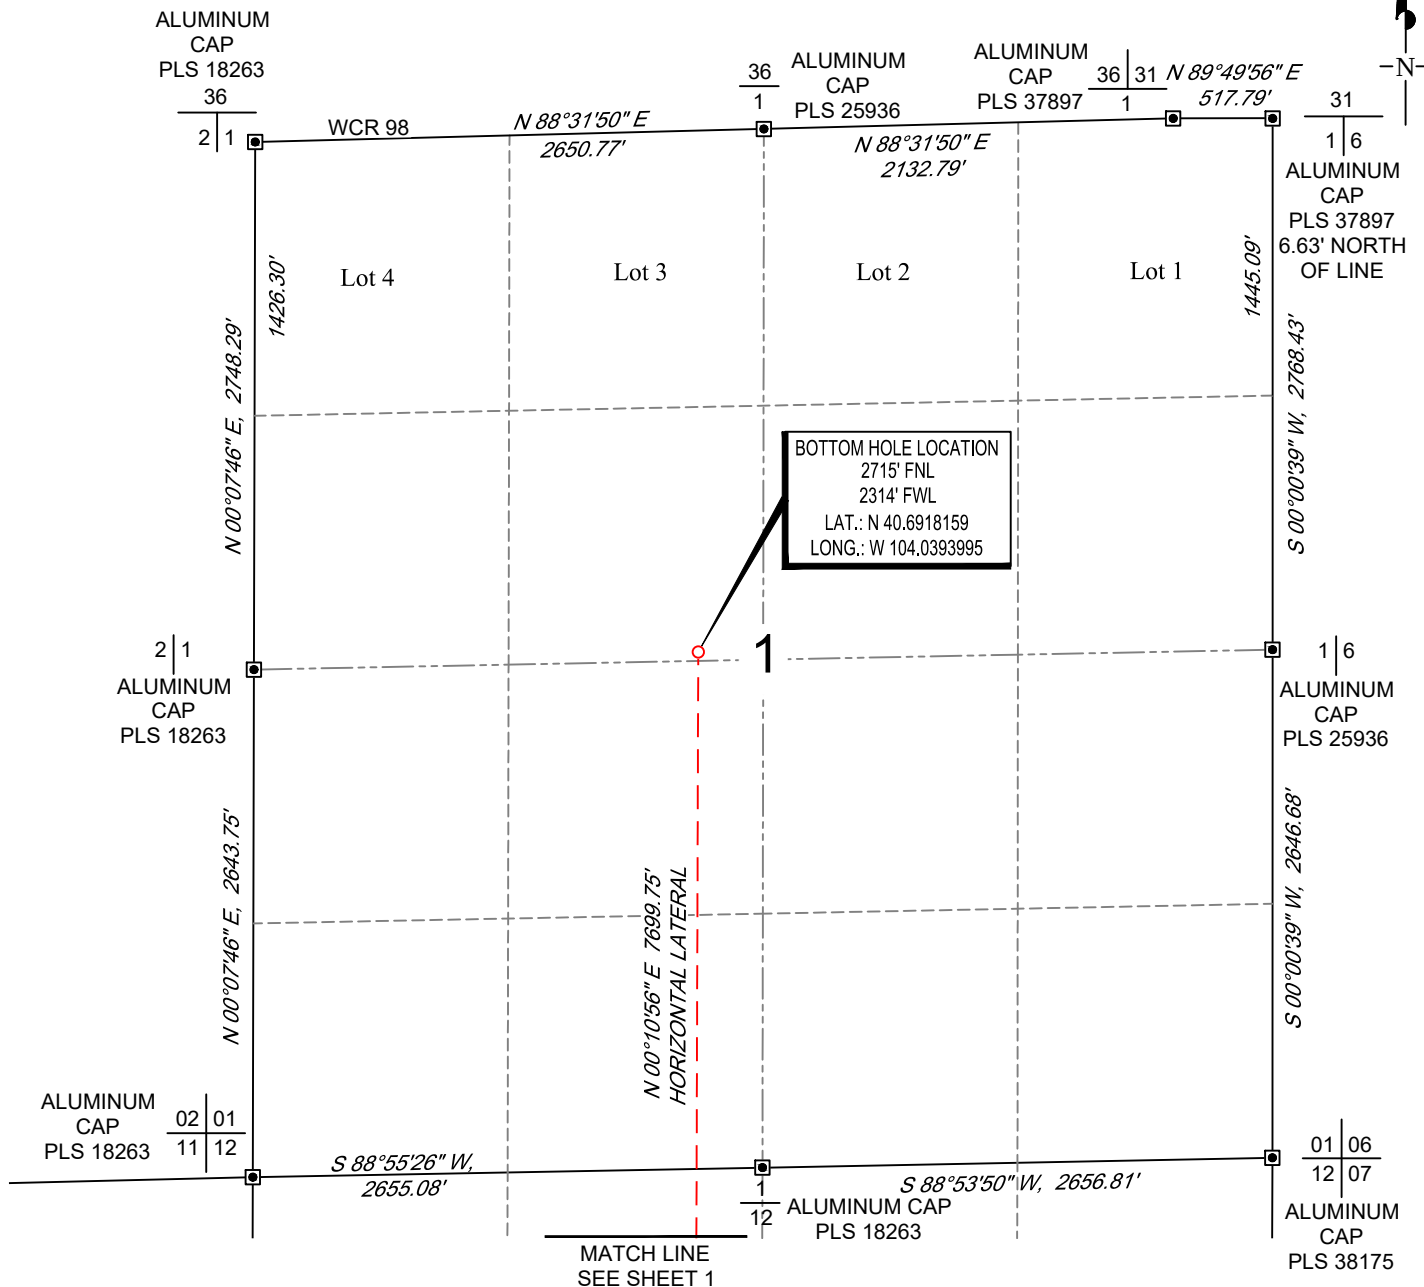 ALUMINUM
CAP
PLS 18263
36
2 1
WCR 98
N 88°31'50" E
2650.77'
36
1
ALUMINUM
CAP
PLS 25936
N 88°31'50" E
2132.79'
ALUMINUM
CAP
PLS 37897
36 31
1
N 89°49'56" E
517.79'
N
31
1 6
ALUMINUM
CAP
PLS 37897
6.63' NORTH
OF LINE
1426.30'
Lot 4
Lot 3
Lot 2
Lot 1
1445.09'
N 00°07'46" E, 2748.29'
S 00°00'39" W, 2768.43'
BOTTOM HOLE LOCATION
2715' FNL
2314' FWL
LAT.: N 40.6918159
LONG.: W 104.0393995
2 1
ALUMINUM
CAP
PLS 18263
1
1 6
ALUMINUM
CAP
PLS 25936
N 00°07'46" E, 2643.75'
N 00°10'56" E 7699.75'
HORIZONTAL LATERAL
S 00°00'39" W, 2646.68'
ALUMINUM
CAP
PLS 18263
02 01
11 12
S 88°55'26" W,
2655.08'
1
12
ALUMINUM CAP
PLS 18263
S 88°53'50" W, 2656.81'
01 06
12 07
ALUMINUM
CAP
PLS 38175
MATCH LINE
SEE SHEET 1